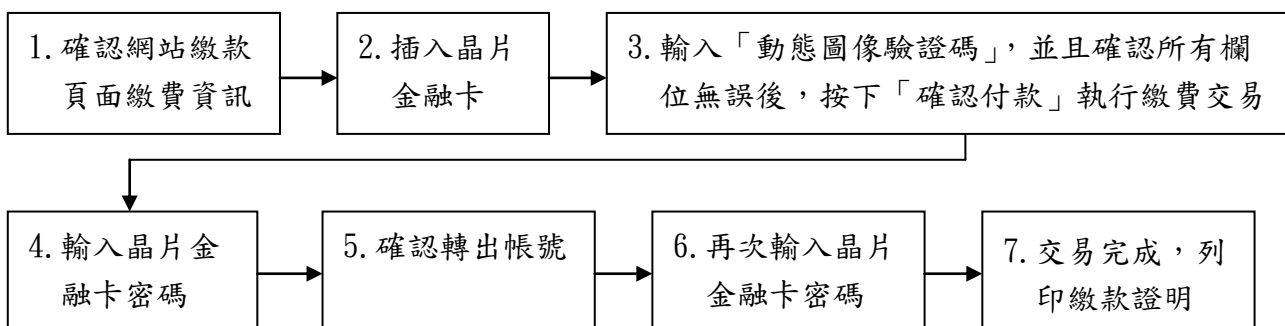 1.確認網站繳款
頁面繳費資訊
2.插入晶片
金融卡
3.輸入「動態圖像驗證碼」,並且確認所有欄
位無誤後,按下「確認付款」執行繳費交易
4.輸入晶片金
融卡密碼
5.確認轉出帳號
6.再次輸入晶片
金融卡密碼
7.交易完成,列
印繳款證明